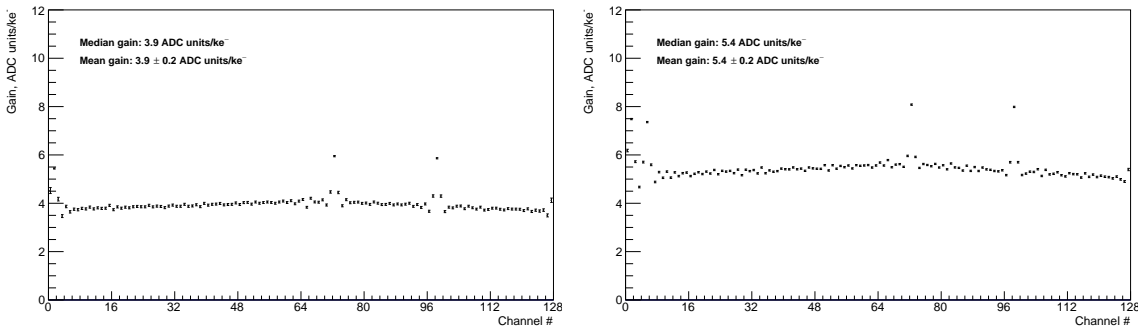 Gain, ADC units/ke⁻
12
10
8
6
4
2
0
Median gain: 3.9 ADC units/ke⁻
Mean gain: 3.9 ± 0.2 ADC units/ke⁻
0 16 32 48 64 80 96 112 128
Channel #
Gain, ADC units/ke⁻
12
10
8
6
4
2
0
Median gain: 5.4 ADC units/ke⁻
Mean gain: 5.4 ± 0.2 ADC units/ke⁻
0 16 32 48 64 80 96 112 128
Channel #